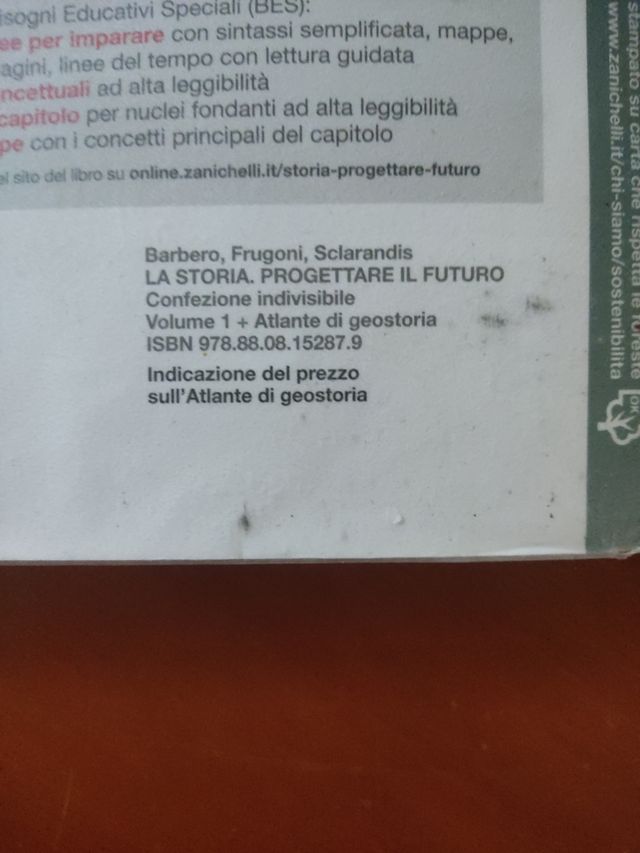 isogni Educativi Speciali (BES):
ee per imparare con sintassi semplificata, mappe,
agini, linee del tempo con lettura guidata
ncettuali ad alta leggibilità
capitolo per nuclei fondanti ad alta leggibilità
pe con i concetti principali del capitolo
el sito del libro su online.zanichelli.it/storia-progettare-futuro
Barbero, Frugoni, Sclarandis
LA STORIA. PROGETTARE IL FUTURO
Confezione indivisibile
Volume 1 + Atlante di geostoria
ISBN 978.88.08.15287.9
Indicazione del prezzo
sull'Atlante di geostoria
stampato su carta che rispetta le foreste
www.zanichelli.it/chi-siamo/sostenibilita
OK